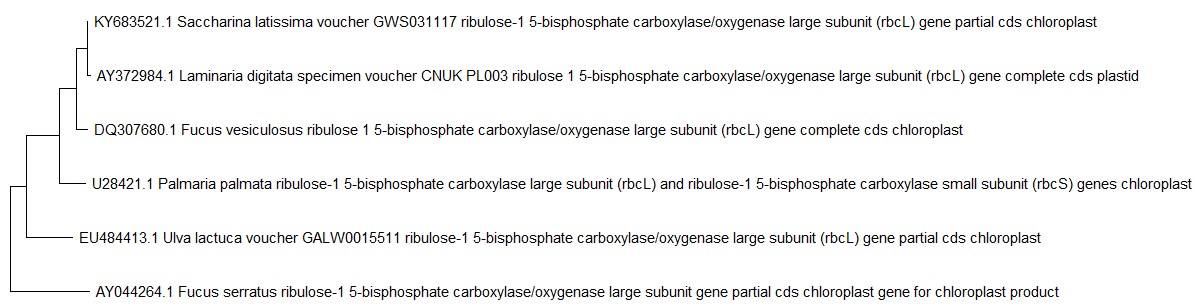 KY683521.1 Saccharina latissima voucher GWS031117 ribulose-1 5-bisphosphate carboxylase/oxygenase large subunit (rbcL) gene partial cds chloroplast
AY372984.1 Laminaria digitata specimen voucher CNUK PL003 ribulose 1 5-bisphosphate carboxylase/oxygenase large subunit (rbcL) gene complete cds plastid
DQ307680.1 Fucus vesiculosus ribulose 1 5-bisphosphate carboxylase/oxygenase large subunit (rbcL) gene complete cds chloroplast
U28421.1 Palmaria palmata ribulose-1 5-bisphosphate carboxylase large subunit (rbcL) and ribulose-1 5-bisphosphate carboxylase small subunit (rbcS) genes chloroplast
EU484413.1 Ulva lactuca voucher GALW0015511 ribulose-1 5-bisphosphate carboxylase/oxygenase large subunit (rbcL) gene partial cds chloroplast
AY044264.1 Fucus serratus ribulose-1 5-bisphosphate carboxylase/oxygenase large subunit gene partial cds chloroplast gene for chloroplast product